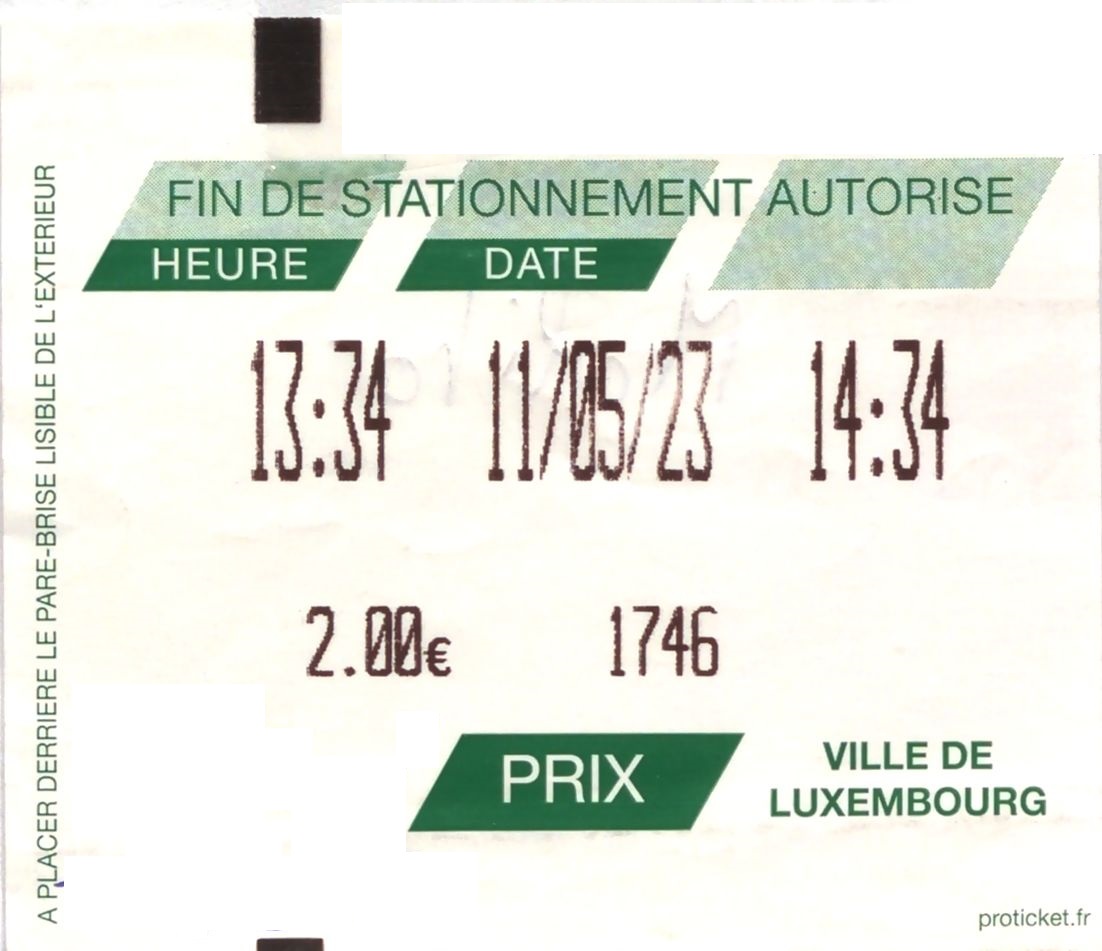 A PLACER DERRIERE LE PARE-BRISE LISIBLE DE L'EXTERIEUR
FIN DE STATIONNEMENT AUTORISE
HEURE DATE
13:34 11/05/23 14:34
2.00€ 1746
PRIX
VILLE DE
LUXEMBOURG
proticket.fr